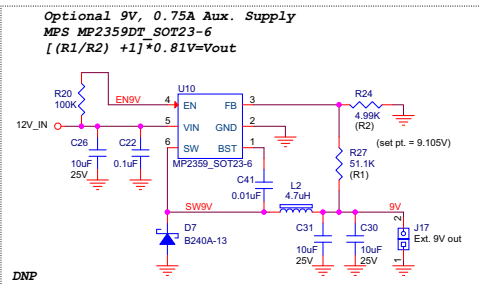 Optional 9V, 0.75A Aux. Supply
MPS MP2359DT_SOT23-6
[(R1/R2) +1]*0.81V=Vout
U10
R20
100K
EN9V
4
EN
FB
3
R24
4.99K
(R2)
12V_IN
5
VIN
GND
2
(set pt. = 9.105V)
C26
C22
6
SW
BST
1
R27
51.1K
(R1)
10uF
25V
0.1uF
MP2359_SOT23-6
C41
0.01uF
L2
4.7uH
SW9V
9V
D7
B240A-13
C31
10uF
25V
C30
10uF
25V
2
1
J17
Ext. 9V out
DNP